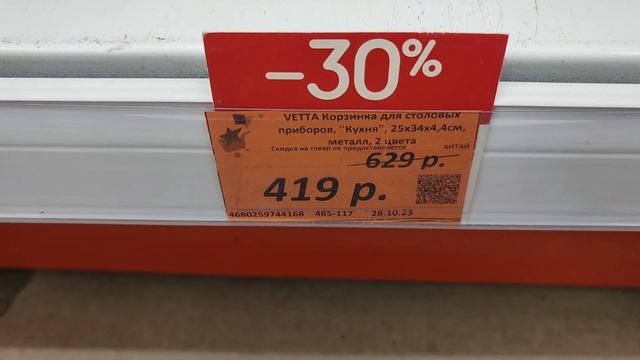 -30%
VETTA Корзинка для столовых
приборов, "Кухня", 25х34х4,4см,
металл, 2 цвета
Скидка на товар не предоставляется КИТАЙ
629 р.
419 р.
4680259744168 485-117 28.10.23